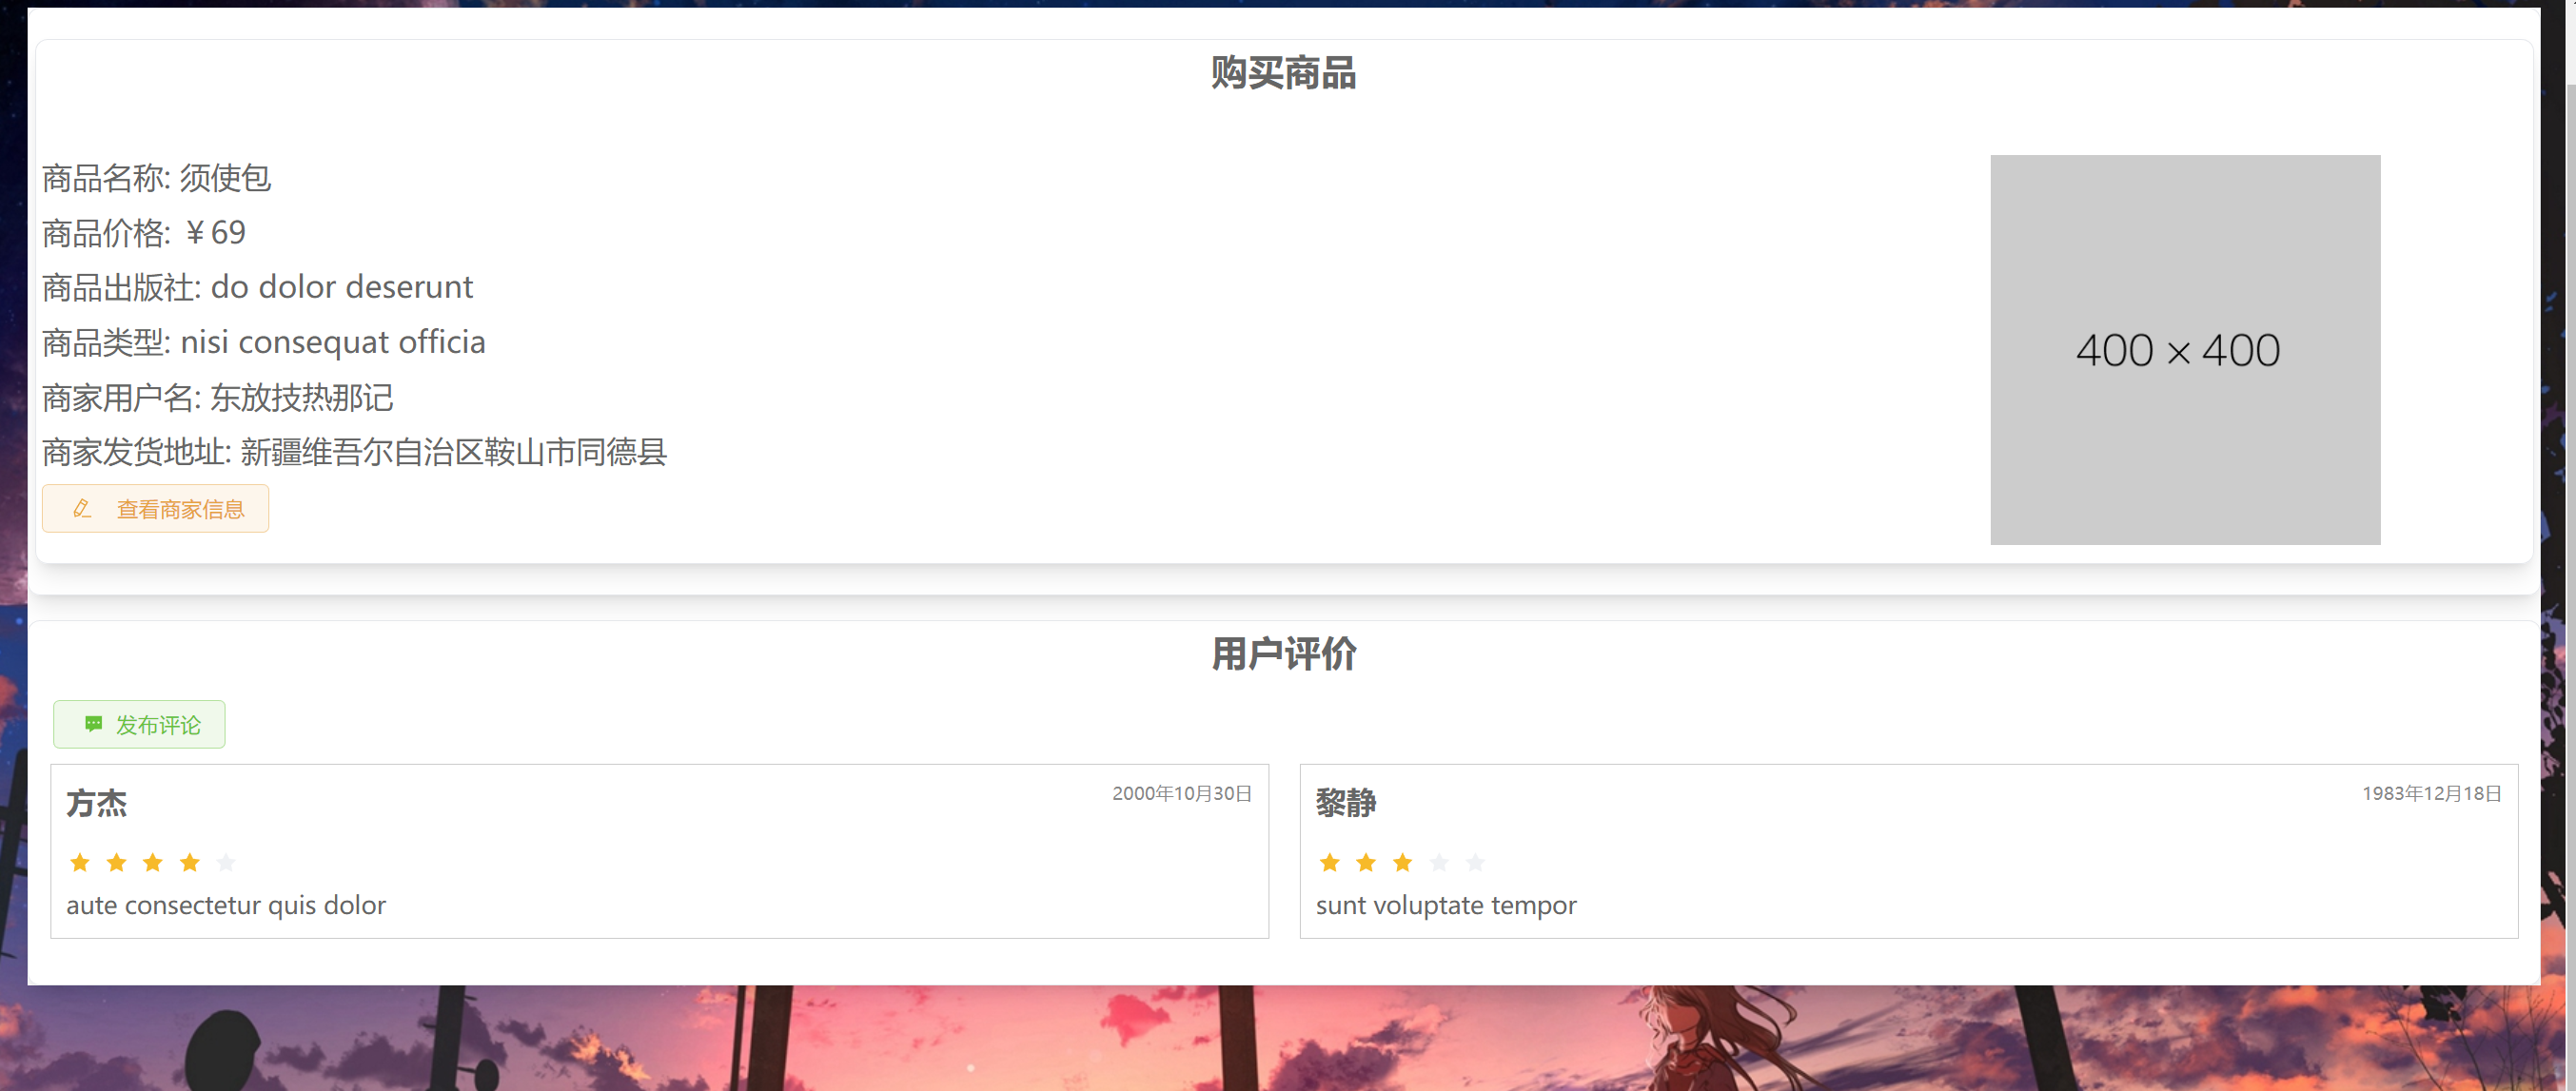 购买商品
商品名称: 须使包
商品价格: ￥69
商品出版社: do dolor deserunt
商品类型: nisi consequat officia
商家用户名: 东放技热那记
商家发货地址: 新疆维吾尔自治区鞍山市同德县
查看商家信息
400 × 400
用户评价
发布评论
方杰
2000年10月30日
aute consectetur quis dolor
黎静
1983年12月18日
sunt voluptate tempor